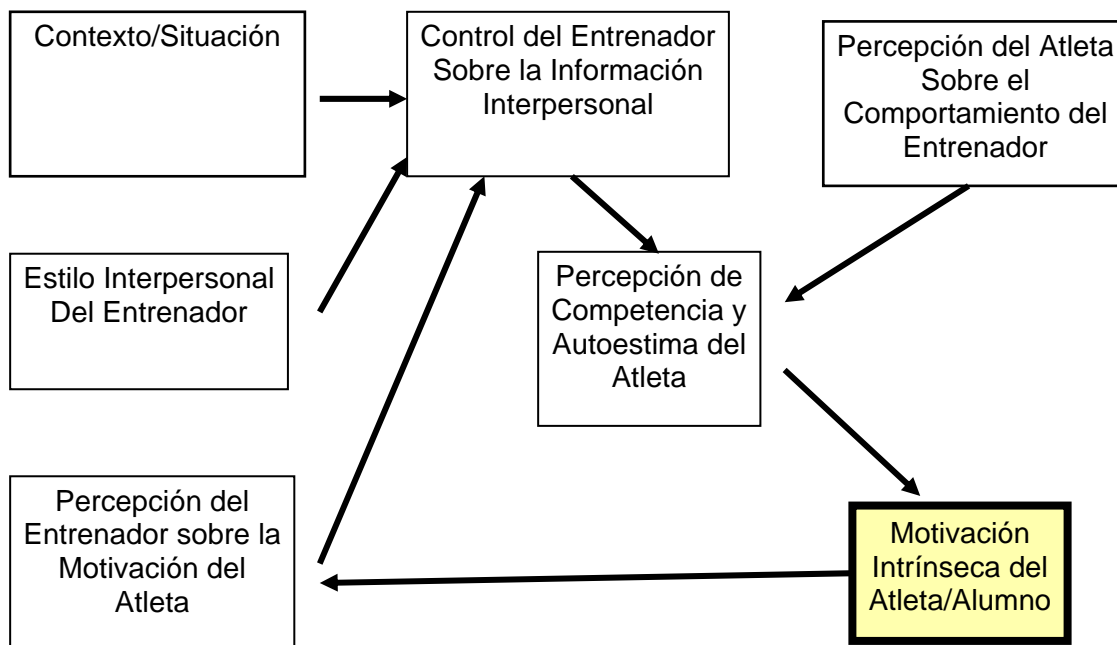 Contexto/Situación
Control del Entrenador
Sobre la Información
Interpersonal
Percepción del Atleta
Sobre el
Comportamiento del
Entrenador
Estilo Interpersonal
Del Entrenador
Percepción de
Competencia y
Autoestima del
Atleta
Percepción del
Entrenador sobre la
Motivación del
Atleta
Motivación
Intrínseca del
Atleta/Alumno